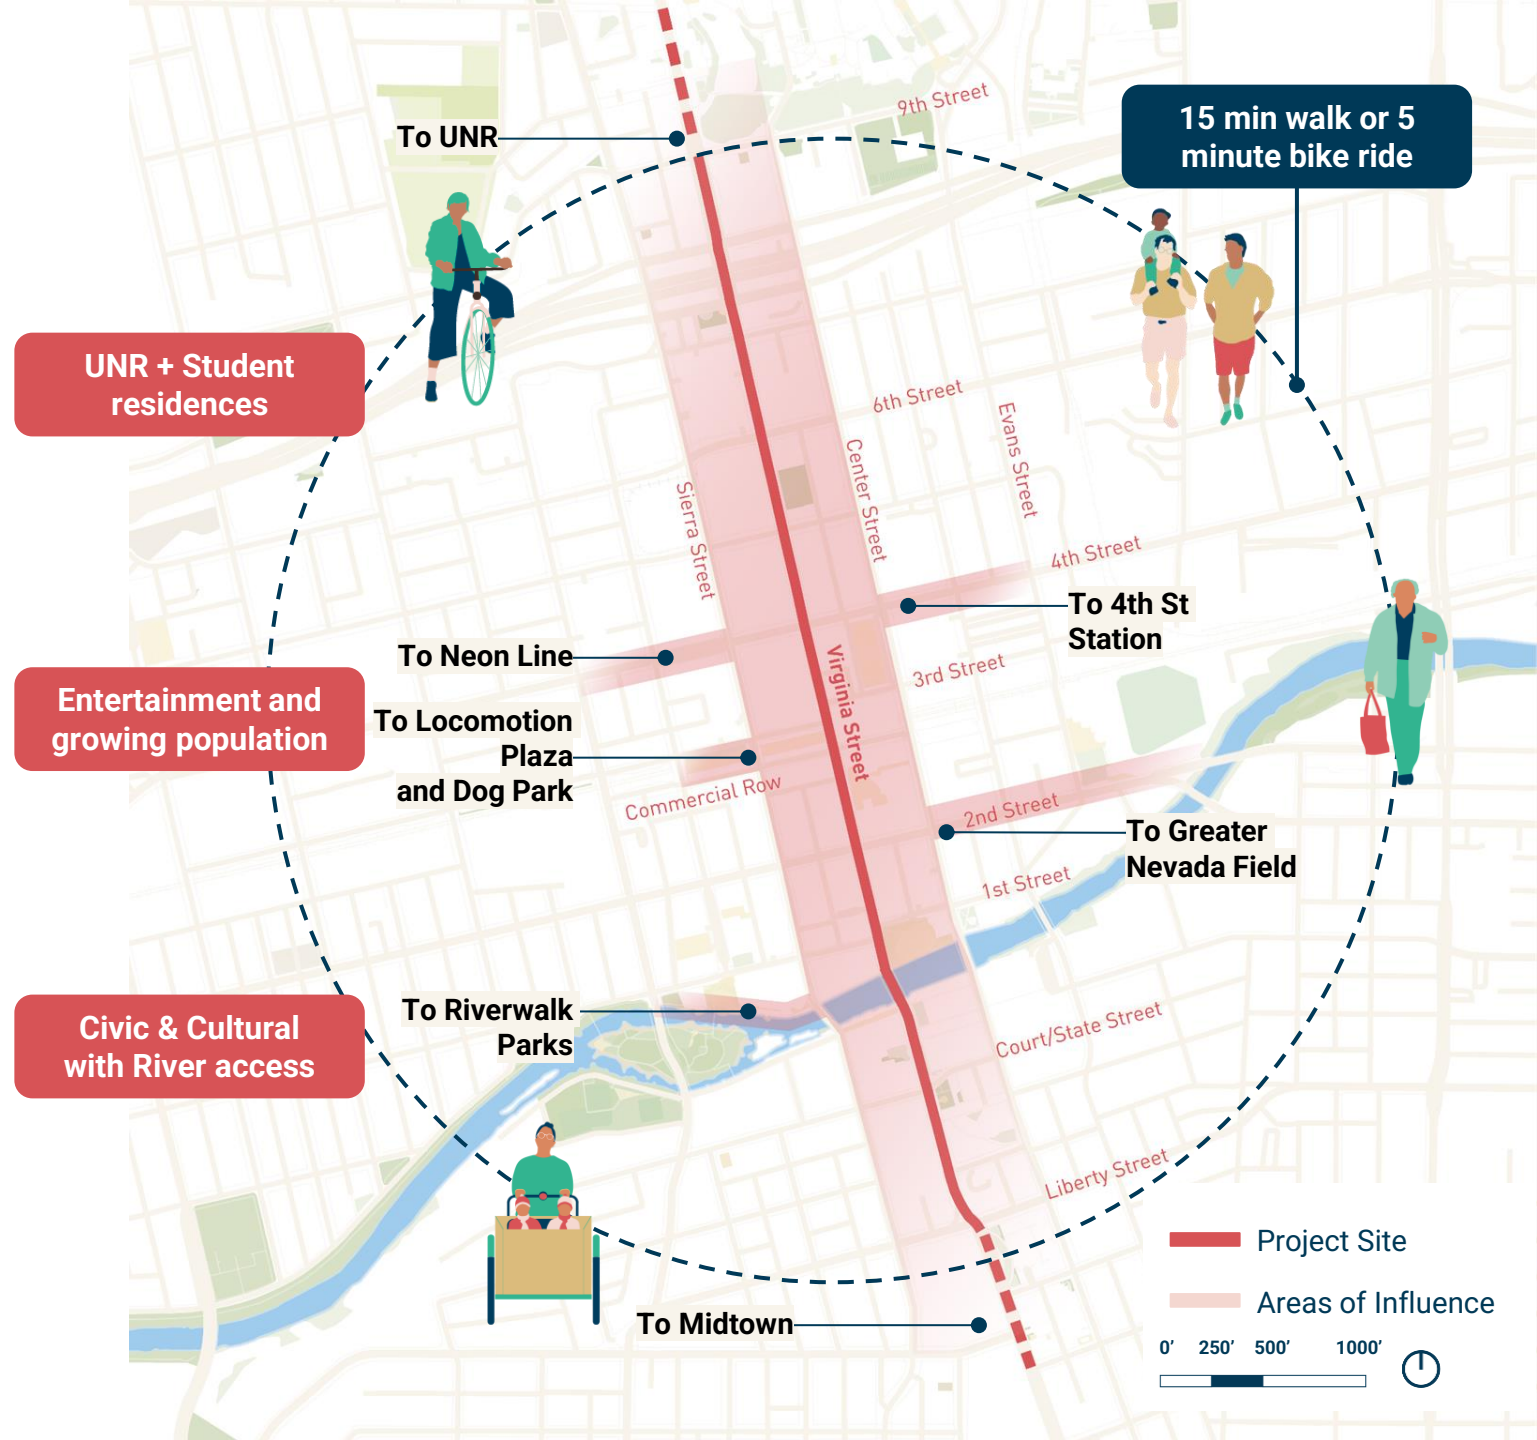 9th Street
15 min walk or 5
minute bike ride
To UNR
UNR + Student
residences
6th Street
Evans Street
Center Street
Sierra Street
4th Street
To 4th St
Station
To Neon Line
Virginia Street
3rd Street
Entertainment and
growing population
To Locomotion
Plaza
and Dog Park
Commercial Row
2nd Street
To Greater
Nevada Field
1st Street
Civic & Cultural
with River access
To Riverwalk
Parks
Court/State Street
Liberty Street
To Midtown
Project Site
Areas of Influence
0’ 250’ 500’ 1000’